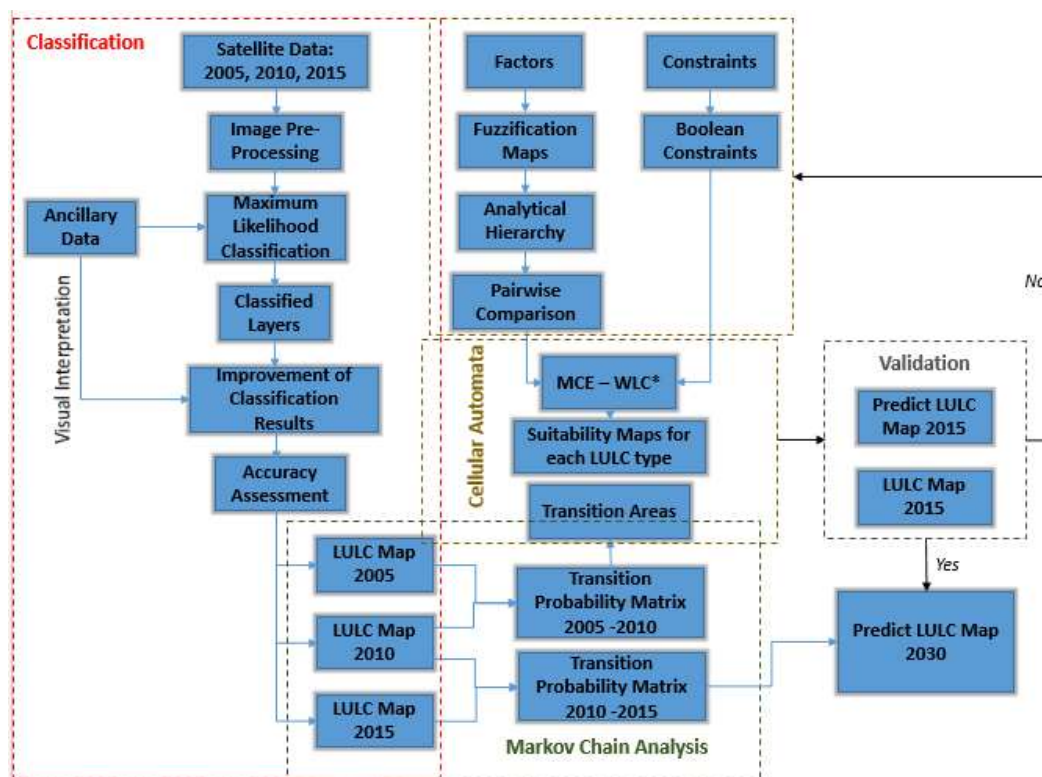 Classification
Satellite Data:
2005, 2010, 2015
Image Pre-
Processing
Ancillary
Data
Maximum
Likelihood
Classification
Classified
Layers
Visual Interpretation
Improvement of
Classification
Results
Accuracy
Assessment
Factors
Constraints
Fuzzification
Maps
Boolean
Constraints
Analytical
Hierarchy
Pairwise
Comparison
Cellular Automata
MCE – WLC*
Suitability Maps for
each LULC type
Transition Areas
LULC Map
2005
LULC Map
2010
LULC Map
2015
Transition
Probability Matrix
2005 -2010
Transition
Probability Matrix
2010 -2015
Markov Chain Analysis
Validation
Predict LULC
Map 2015
LULC Map
2015
No
Yes
Predict LULC Map
2030